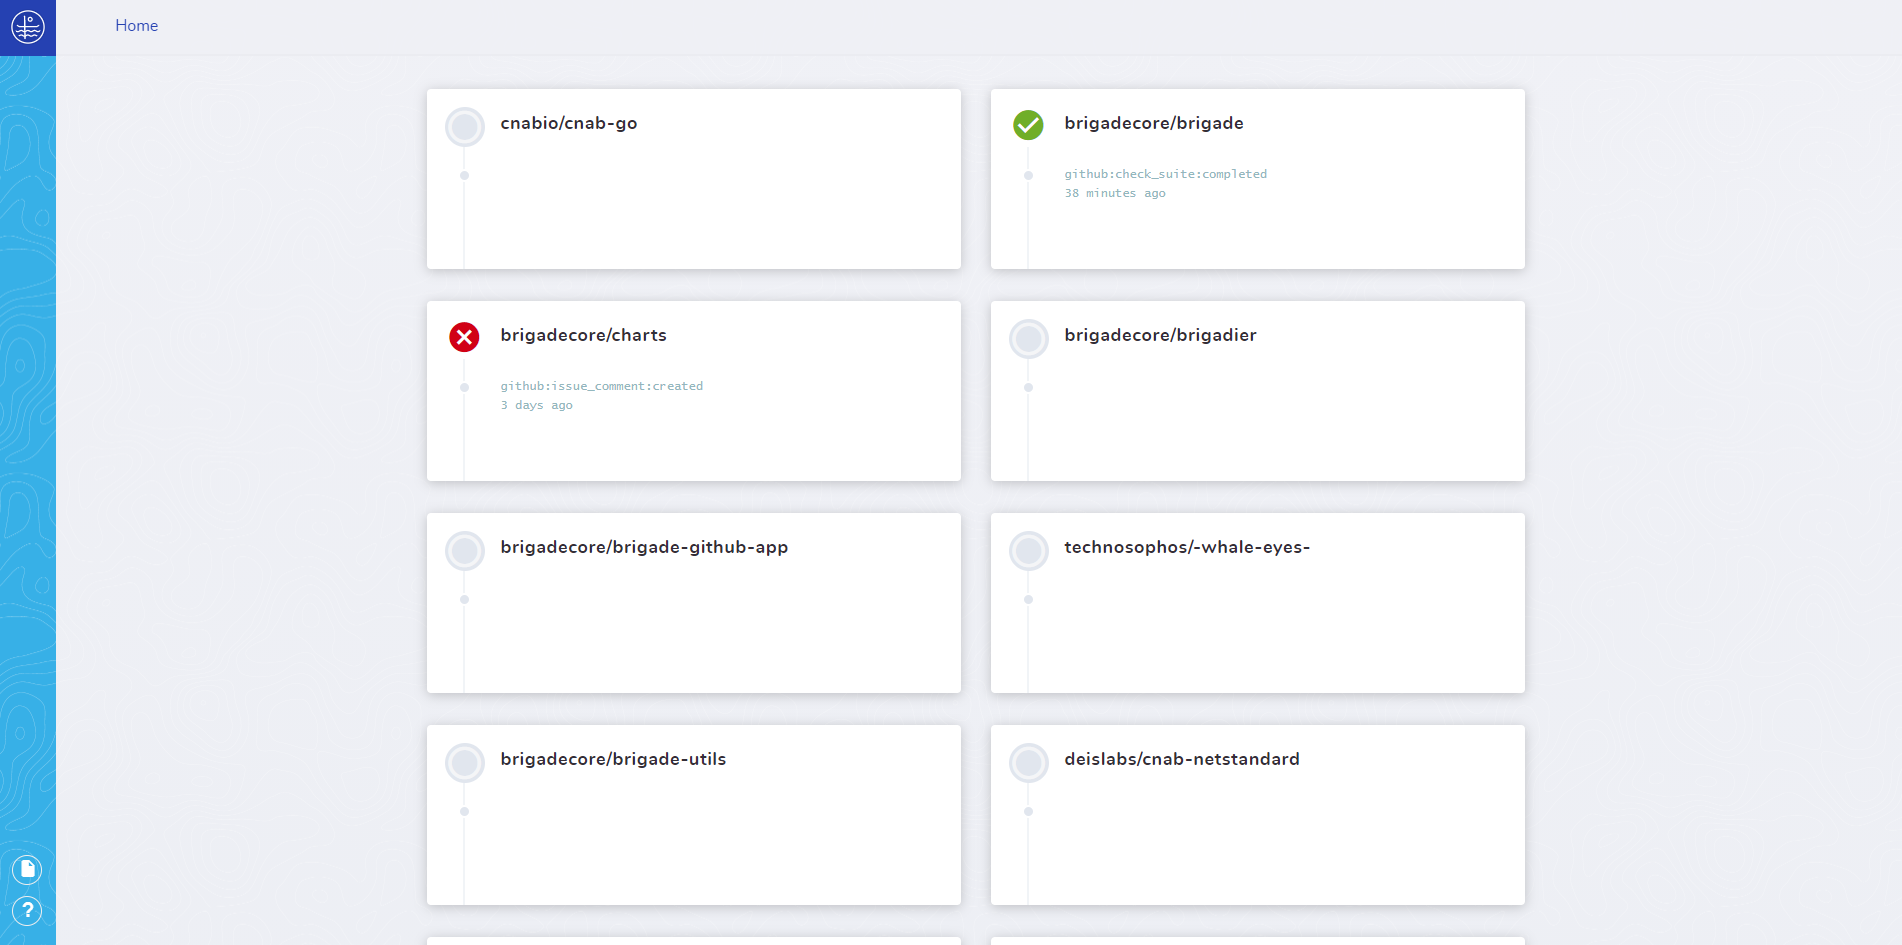 Home
cnabio/cnab-go
brigadecore/brigade
github:check_suite:completed
38 minutes ago
brigadecore/charts
github:issue_comment:created
3 days ago
brigadecore/brigadier
brigadecore/brigade-github-app
technosophos/-whale-eyes-
brigadecore/brigade-utils
deislabs/cnab-netstandard
?